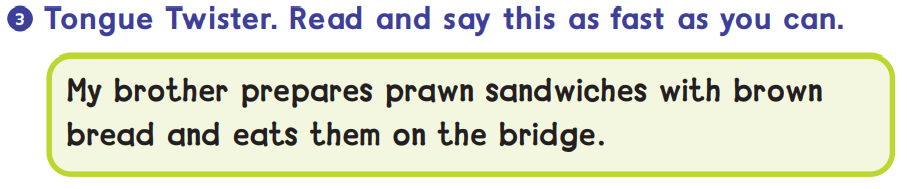 3 Tongue Twister. Read and say this as fast as you can.
My brother prepares prawn sandwiches with brown
bread and eats them on the bridge.